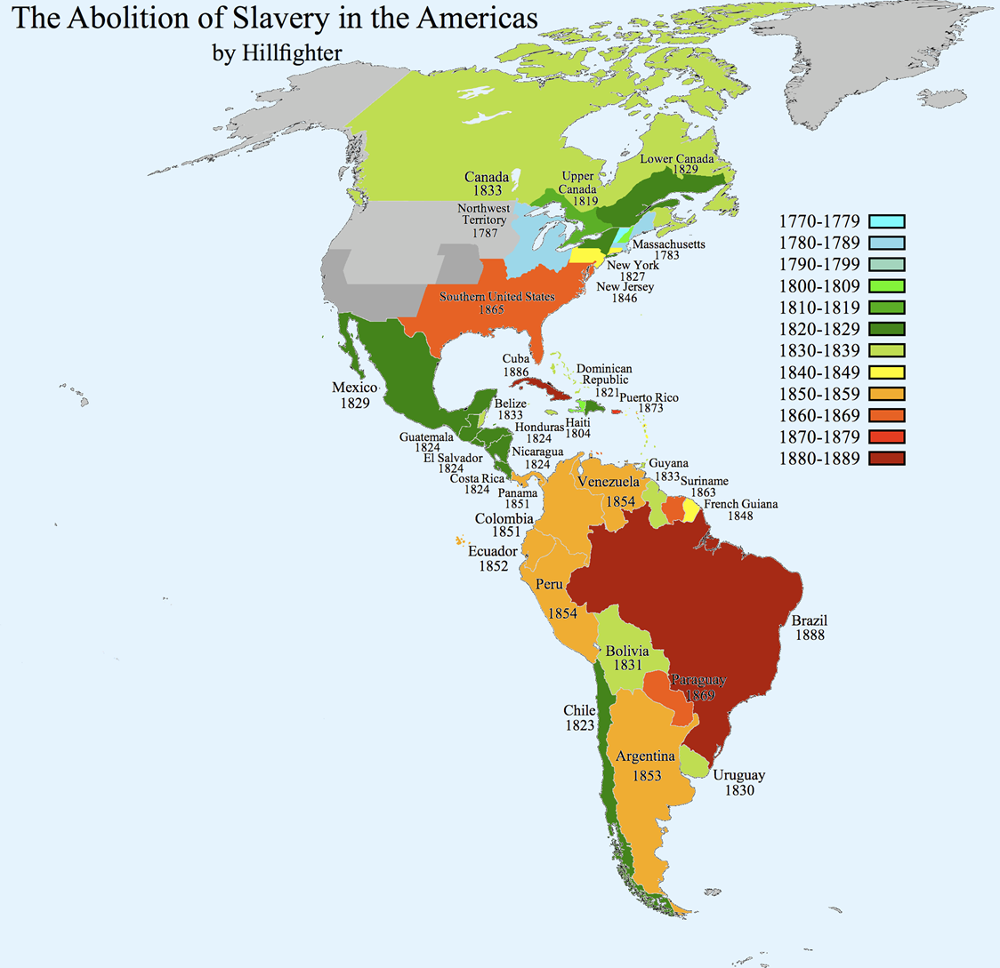 The Abolition of Slavery in the Americas
by Hillfighter
Lower Canada
1829
Canada
1833
Upper
Canada
1819
Northwest
Territory
1787
Massachusetts
1783
New York
1827
New Jersey
1846
Southern United States
1865
1770-1779
1780-1789
1790-1799
1800-1809
1810-1819
1820-1829
1830-1839
1840-1849
1850-1859
1860-1869
1870-1879
1880-1889
Cuba
1886
Dominican
Republic
1821
Mexico
1829
Puerto Rico
1873
Belize
1833
Haiti
1804
Honduras
1824
Guatemala
1824
Nicaragua
1824
El Salvador
1824
Costa Rica
1824
Panama
1851
Guyana
1833
Venezuela
1854
Suriname
1863
French Guiana
1848
Colombia
1851
Ecuador
1852
Peru
1854
Brazil
1888
Bolivia
1831
Paraguay
1869
Chile
1823
Argentina
1853
Uruguay
1830